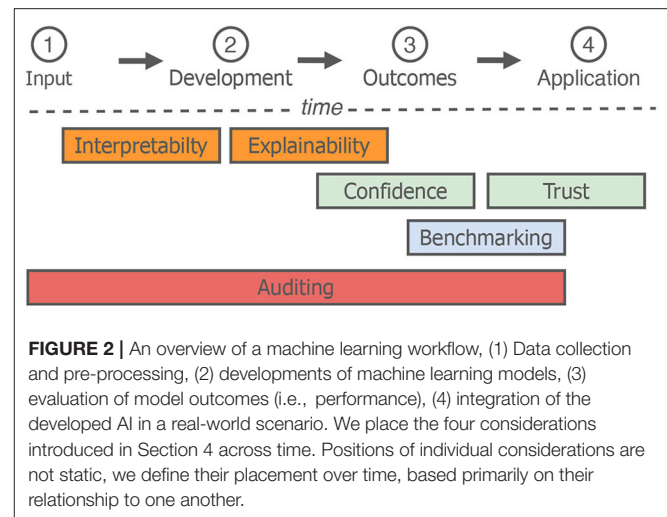 1 2 3 4
Input Development Outcomes Application
time
Interpretabilty Explainability
Confidence Trust
Benchmarking
Auditing
FIGURE 2 | An overview of a machine learning workflow, (1) Data collection
and pre-processing, (2) developments of machine learning models, (3)
evaluation of model outcomes (i.e., performance), (4) integration of the
developed AI in a real-world scenario. We place the four considerations
introduced in Section 4 across time. Positions of individual considerations are
not static, we define their placement over time, based primarily on their
relationship to one another.